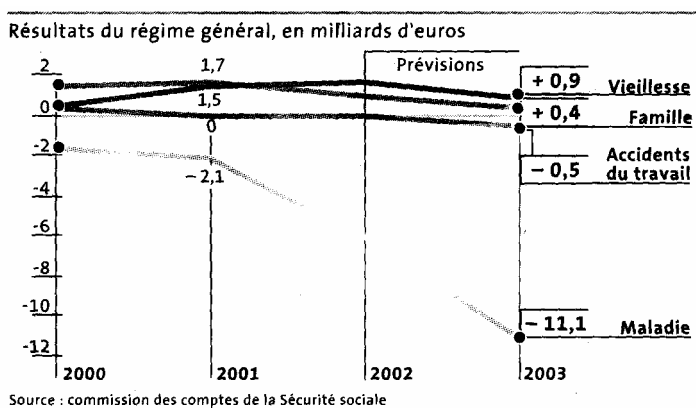 Résultats du régime général, en milliards d'euros
Prévisions
2
0
-2
-4
-6
-8
-10
-12
1,7
1,5
0
– 2,1
+ 0,9 Vieillesse
+ 0,4 Famille
Accidents
– 0,5 du travail
– 11,1 Maladie
2000 2001 2002 2003
Source : commission des comptes de la Sécurité sociale